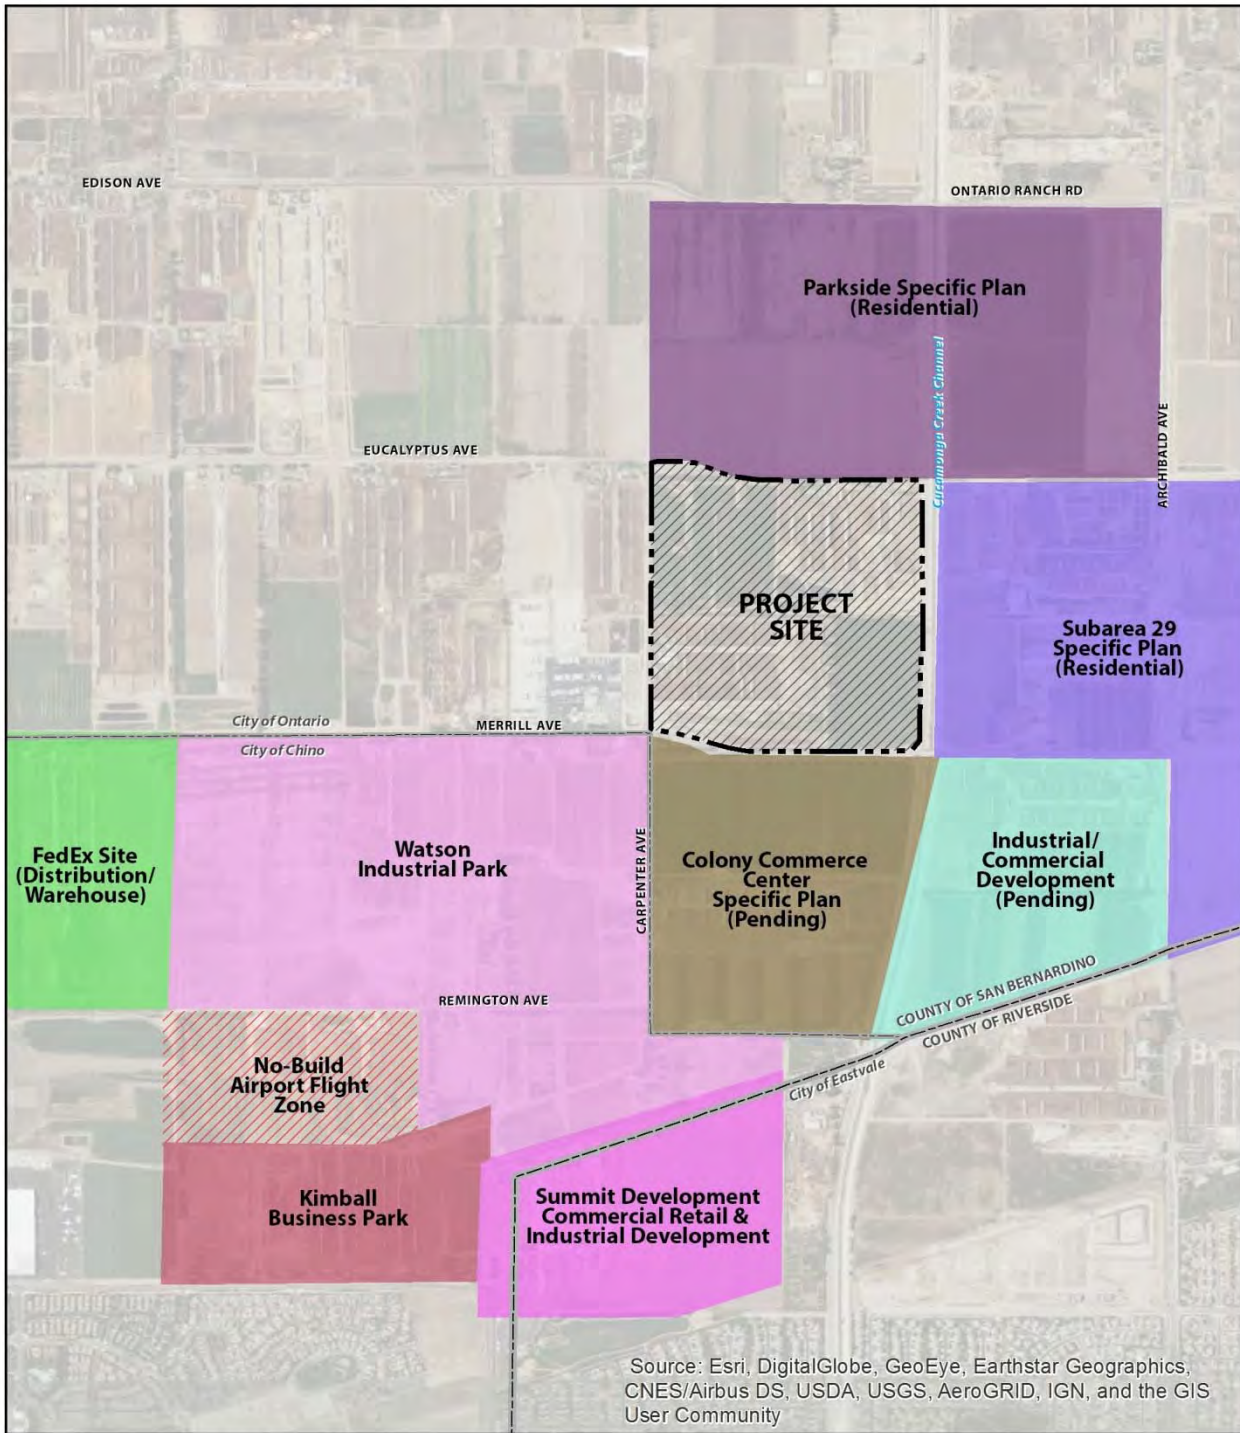 EDISON AVE
ONTARIO RANCH RD
Parkside Specific Plan
(Residential)
Cucamonga Creek Channel
ARCHIBALD AVE
EUCALYPTUS AVE
PROJECT
SITE
Subarea 29
Specific Plan
(Residential)
City of Ontario
MERRILL AVE
City of Chino
FedEx Site
(Distribution/
Warehouse)
Watson
Industrial Park
CARPENTER AVE
Colony Commerce
Center
Specific Plan
(Pending)
Industrial/
Commercial
Development
(Pending)
REMINGTON AVE
COUNTY OF SAN BERNARDINO
COUNTY OF RIVERSIDE
City of Eastvale
No-Build
Airport Flight
Zone
Kimball
Business Park
Summit Development
Commercial Retail &
Industrial Development
Source: Esri, DigitalGlobe, GeoEye, Earthstar Geographics,
CNES/Airbus DS, USDA, USGS, AeroGRID, IGN, and the GIS
User Community